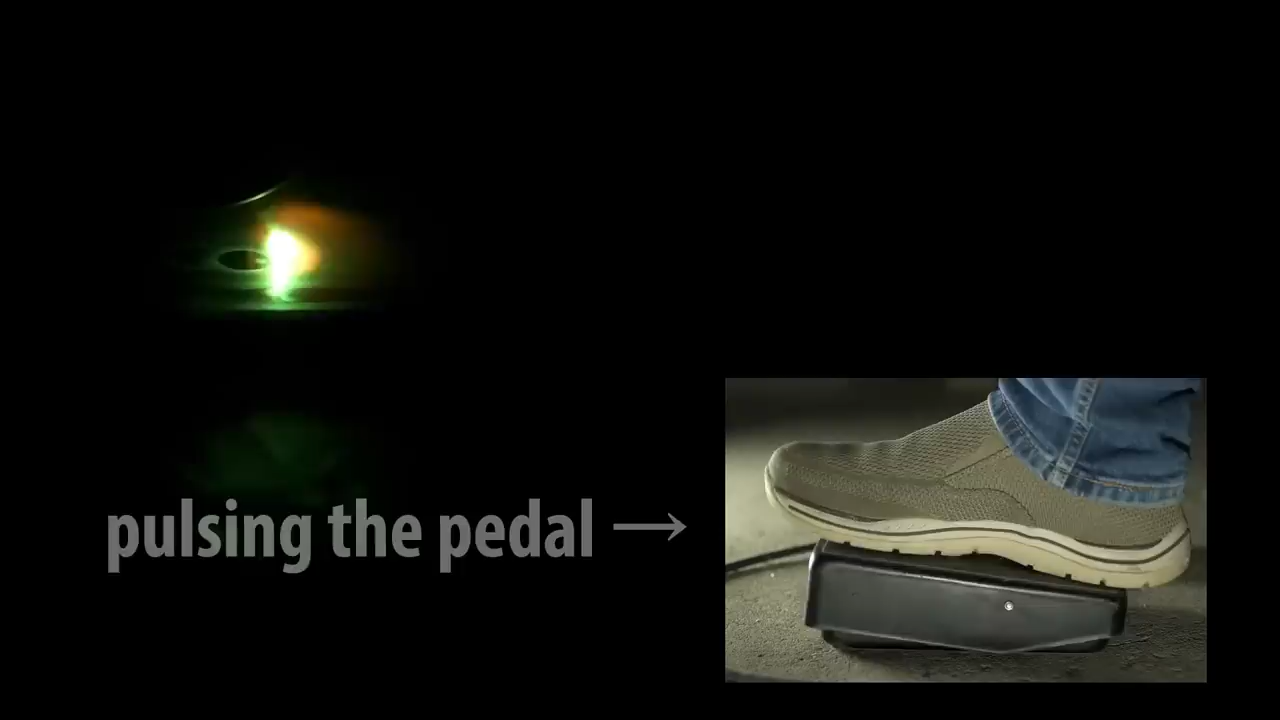 pulsing the pedal →